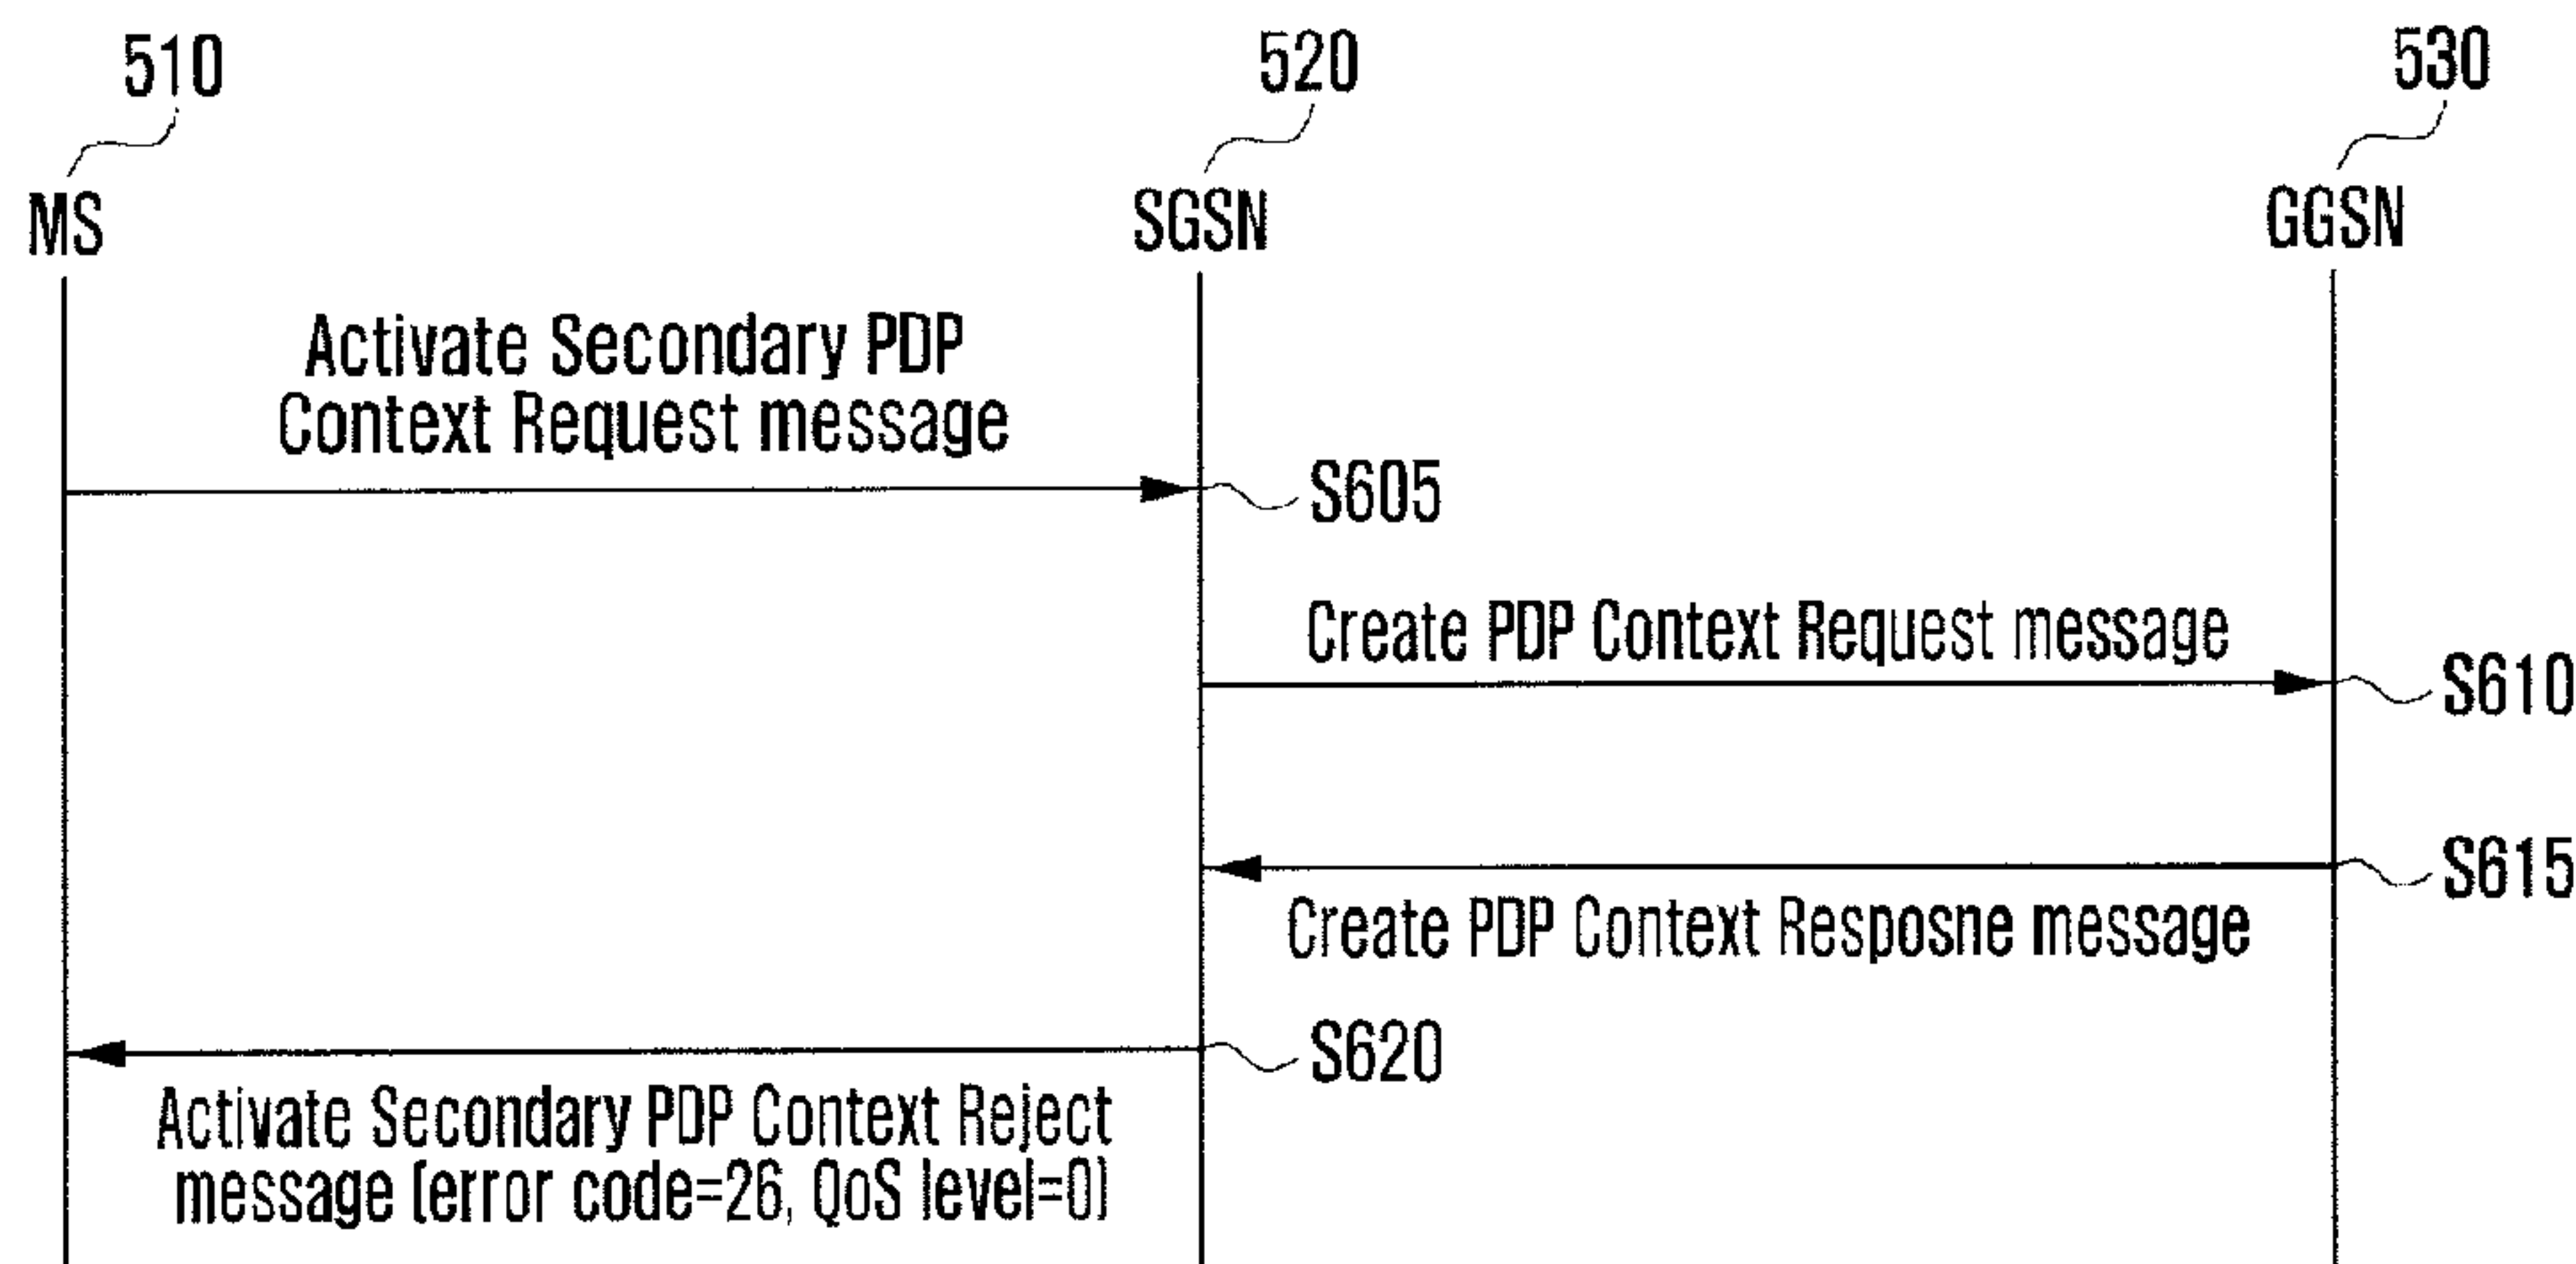 510
520
530
MS
SGSN
GGSN
Activate Secondary PDP
Context Request message
S605
Create PDP Context Request message
S610
S615
Create PDP Context Resposne message
S620
Activate Secondary PDP Context Reject
message (error code=26, QoS level=0)